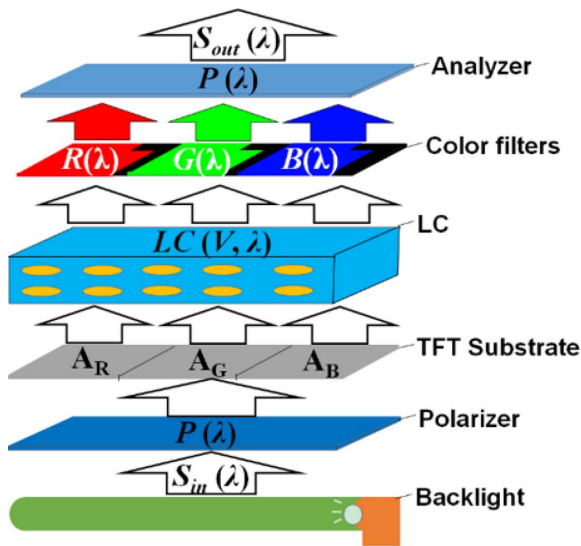 S_out (λ)
P (λ)
Analyzer
R(λ) G(λ) B(λ)
Color filters
LC
LC (V, λ)
A_R A_G A_B
TFT Substrate
P (λ)
Polarizer
S_in (λ)
Backlight